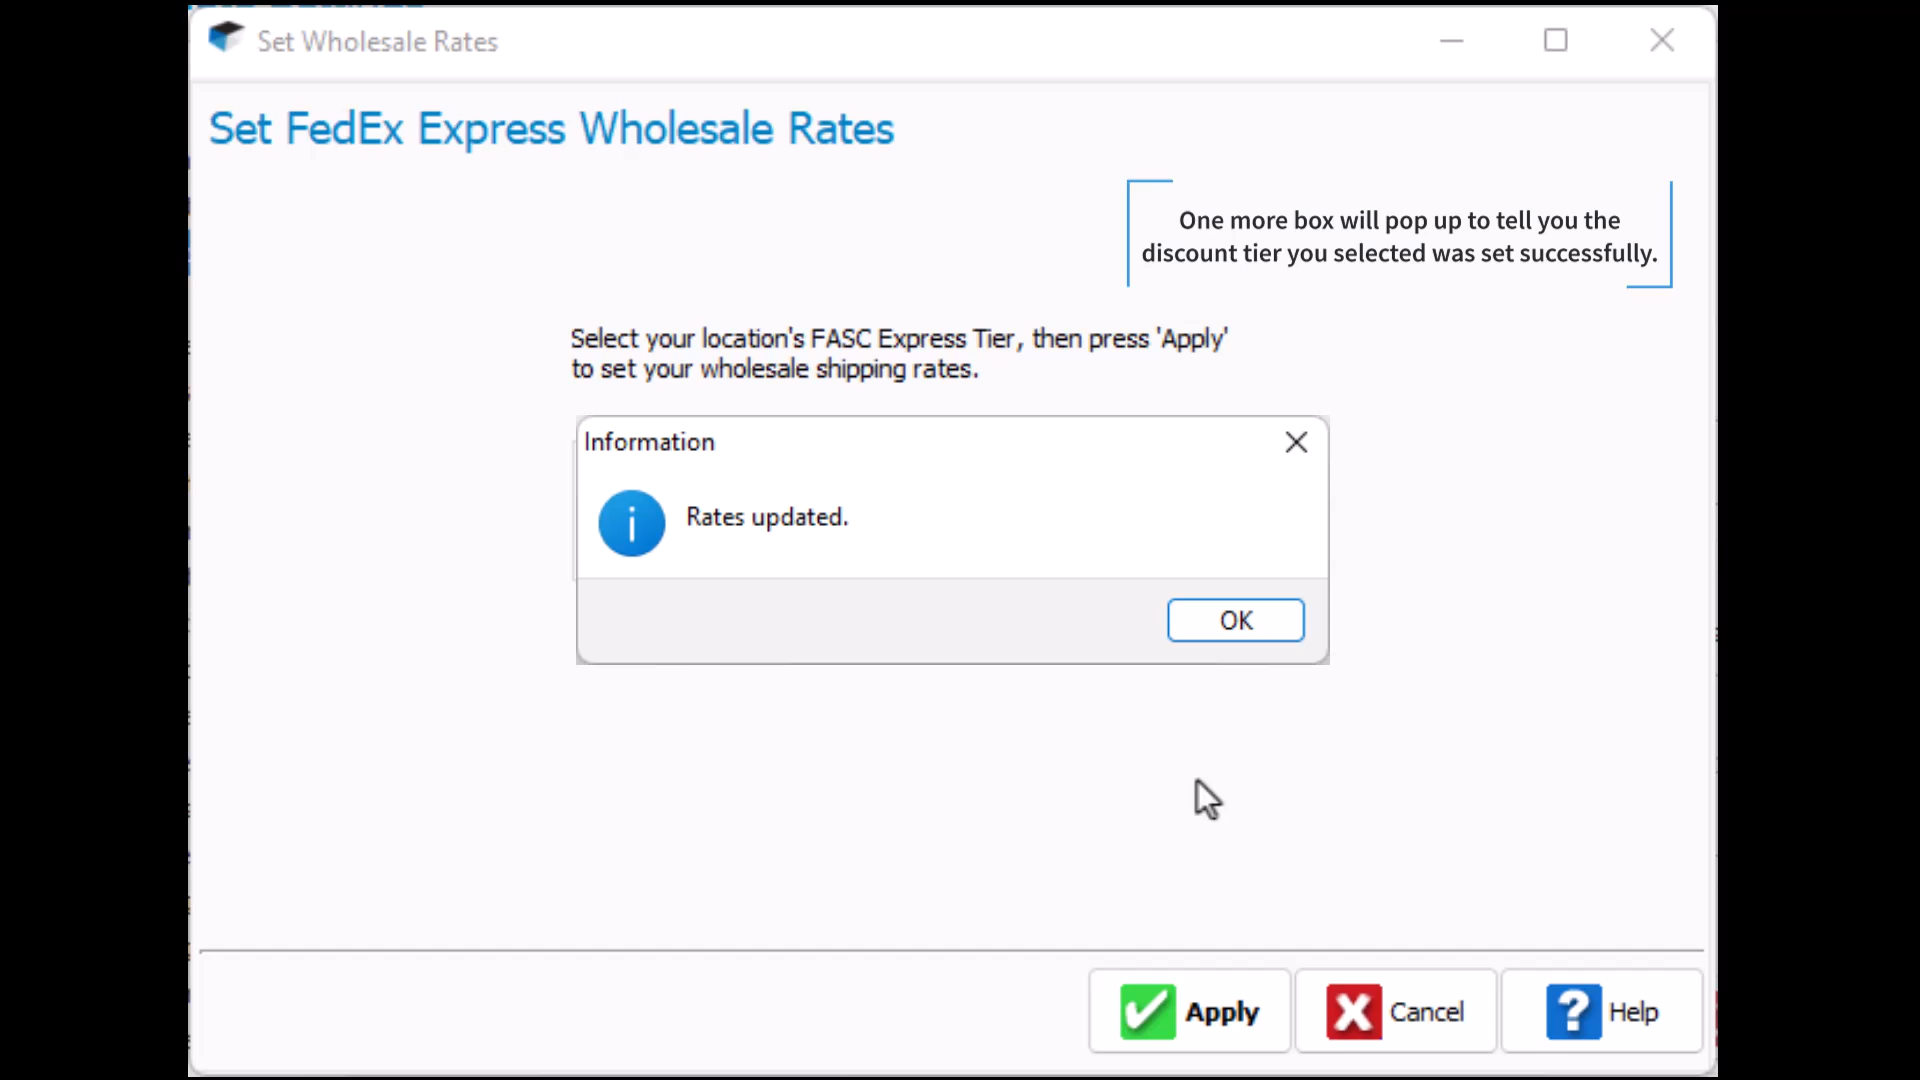 Set Wholesale Rates
Set FedEx Express Wholesale Rates
One more box will pop up to tell you the
discount tier you selected was set successfully.
Select your location's FASC Express Tier, then press 'Apply'
to set your wholesale shipping rates.
Information
Rates updated.
OK
Apply
Cancel
Help